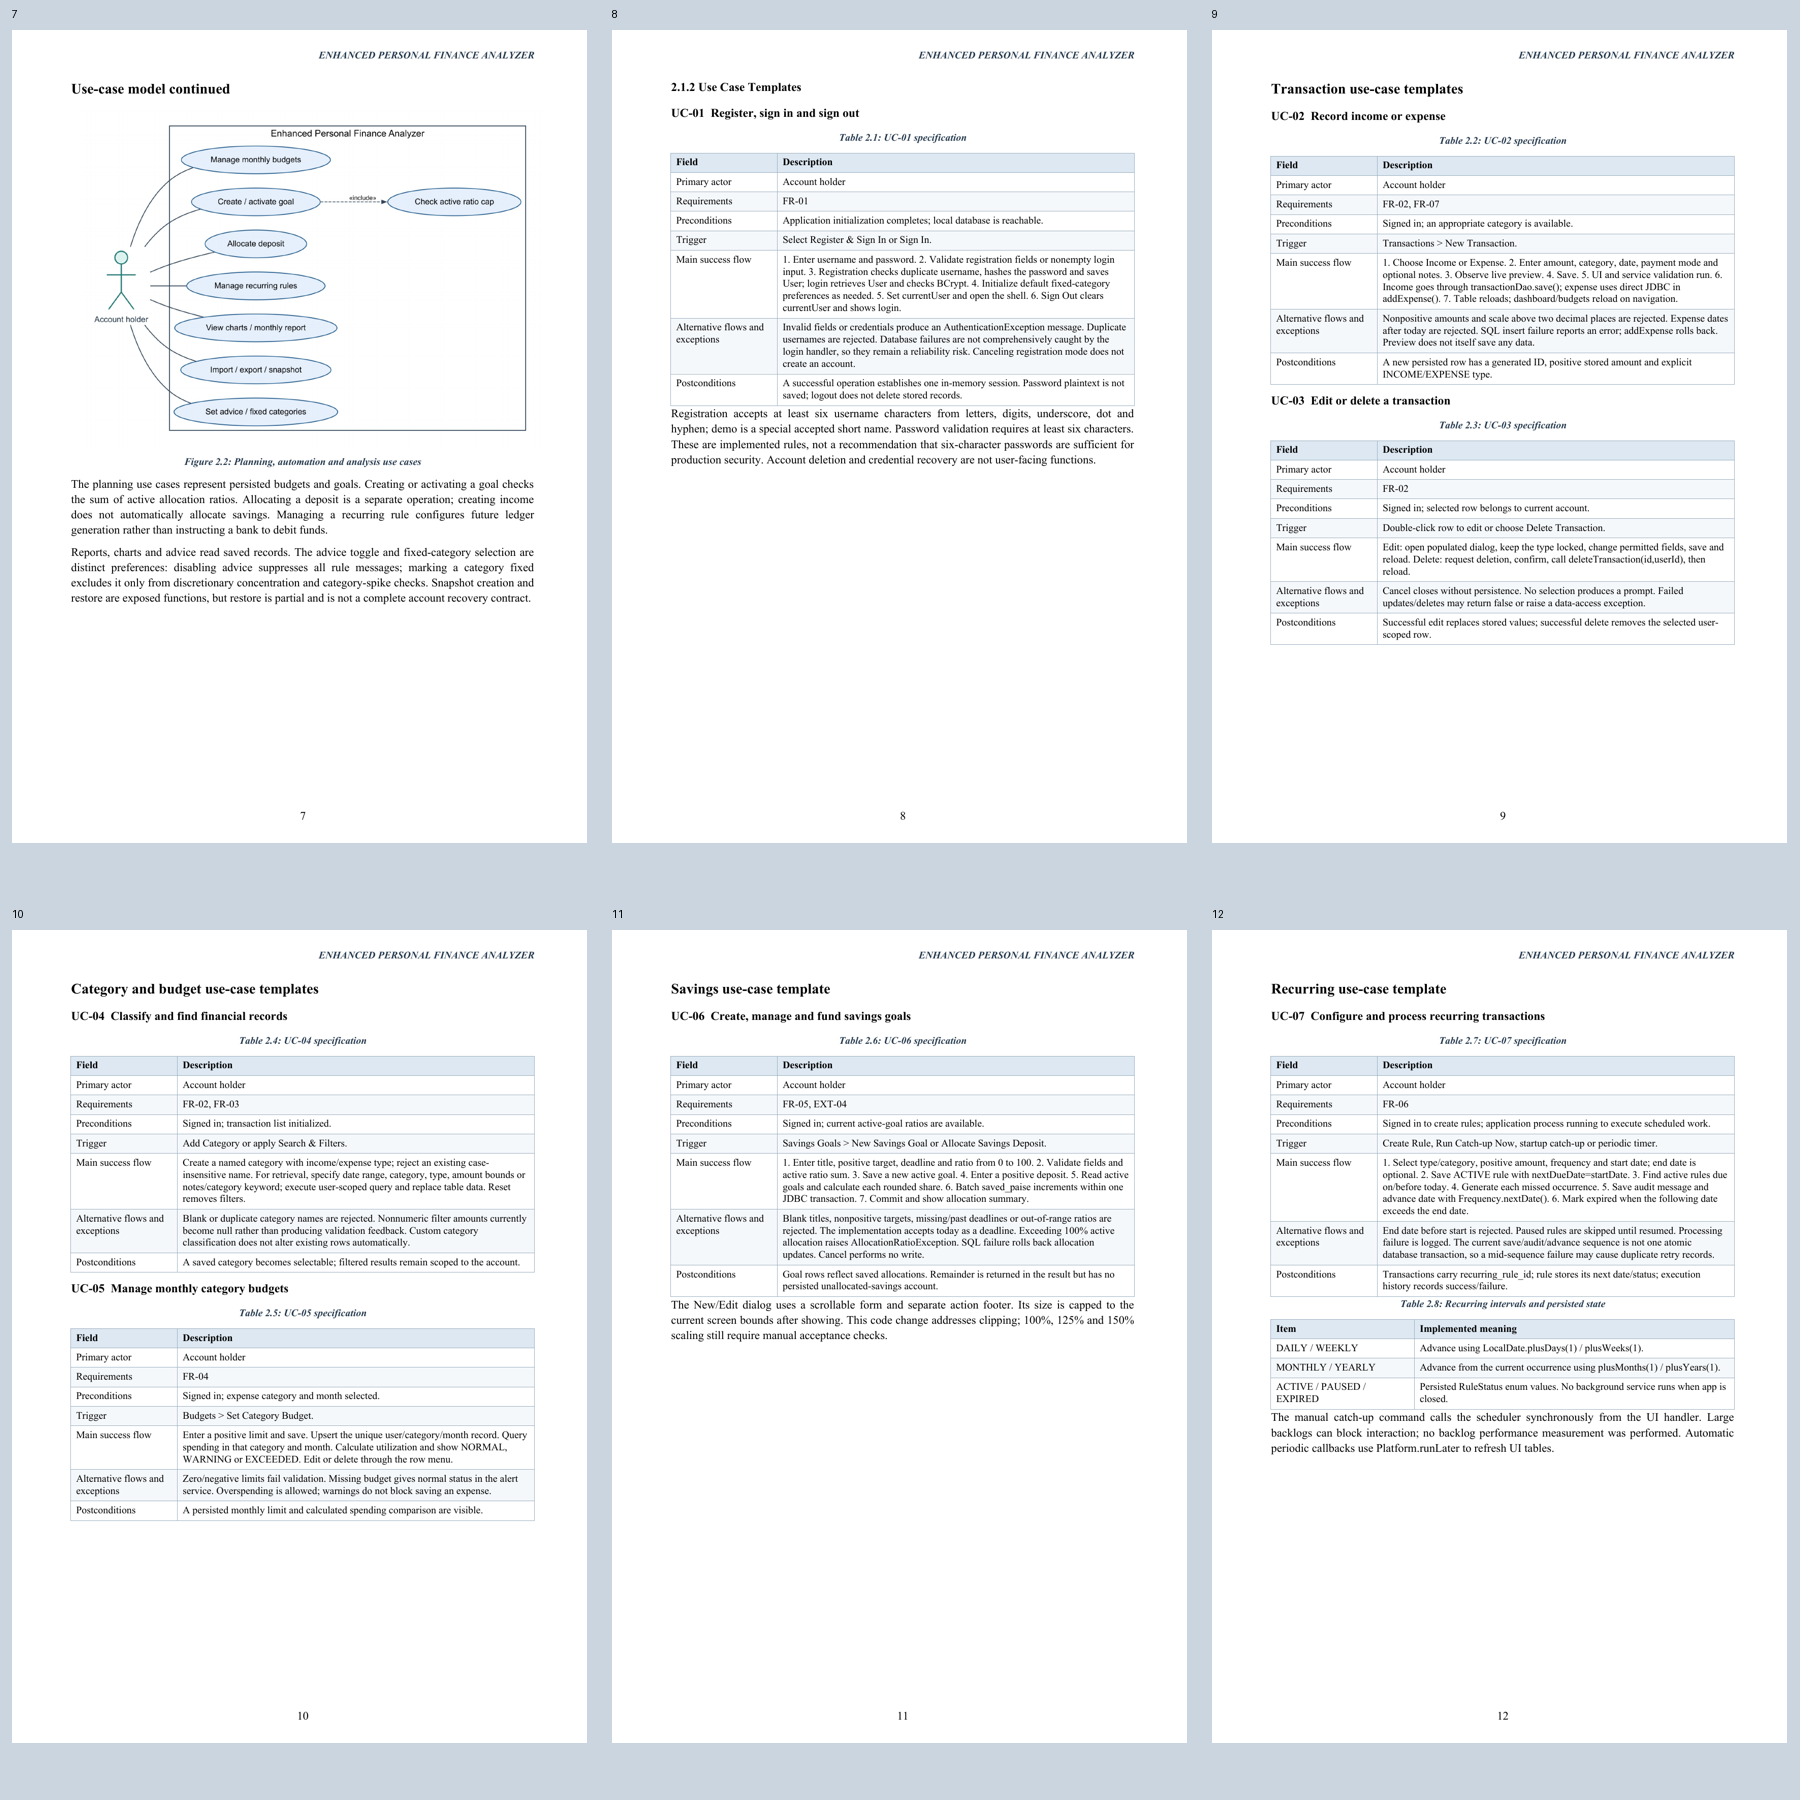 7
ENHANCED PERSONAL FINANCE ANALYZER
Use-case model continued
Enhanced Personal Finance Analyzer
Manage monthly budgets
Create / activate goal
«include»
Check active ratio cap
Allocate deposit
Manage recurring rules
Account holder
View charts / monthly report
Import / export / snapshot
Set advice / fixed categories
Figure 2.2: Planning, automation and analysis use cases
The planning use cases represent persisted budgets and goals. Creating or activating a goal checks
the sum of active allocation ratios. Allocating a deposit is a separate operation; creating income
does not automatically allocate savings. Managing a recurring rule configures future ledger
generation rather than instructing a bank to debit funds.
Reports, charts and advice read saved records. The advice toggle and fixed-category selection are
distinct preferences: disabling advice suppresses all rule messages; marking a category fixed
excludes it only from discretionary concentration and category-spike checks. Snapshot creation and
restore are exposed functions, but restore is partial and is not a complete account recovery contract.
7
8
ENHANCED PERSONAL FINANCE ANALYZER
2.1.2 Use Case Templates
UC-01 Register, sign in and sign out
Table 2.1: UC-01 specification
Field Description
Primary actor Account holder
Requirements FR-01
Preconditions Application initialization completes; local database is reachable.
Trigger Select Register & Sign In or Sign In.
Main success flow 1. Enter username and password. 2. Validate registration fields or nonempty login
input. 3. Registration checks duplicate username, hashes the password and saves
User; login retrieves User and checks BCrypt. 4. Initialize default fixed-category
preferences as needed. 5. Set currentUser and open the shell. 6. Sign Out clears
currentUser and shows login.
Alternative flows and Invalid fields or credentials produce an AuthenticationException message. Duplicate
exceptions usernames are rejected. Database failures are not comprehensively caught by the
login handler, so they remain a reliability risk. Canceling registration mode does not
create an account.
Postconditions A successful operation establishes one in-memory session. Password plaintext is not
saved; logout does not delete stored records.
Registration accepts at least six username characters from letters, digits, underscore, dot and
hyphen; demo is a special accepted short name. Password validation requires at least six characters.
These are implemented rules, not a recommendation that six-character passwords are sufficient for
production security. Account deletion and credential recovery are not user-facing functions.
8
9
ENHANCED PERSONAL FINANCE ANALYZER
Transaction use-case templates
UC-02 Record income or expense
Table 2.2: UC-02 specification
Field Description
Primary actor Account holder
Requirements FR-02, FR-07
Preconditions Signed in; an appropriate category is available.
Trigger Transactions > New Transaction.
Main success flow 1. Choose Income or Expense. 2. Enter amount, category, date, payment mode and
optional notes. 3. Observe live preview. 4. Save. 5. UI and service validation run. 6.
Income goes through transactionDao.save(); expense uses direct JDBC in
addExpense(). 7. Table reloads; dashboard/budgets reload on navigation.
Alternative flows and Nonpositive amounts and scale above two decimal places are rejected. Expense dates
exceptions after today are rejected. SQL insert failure reports an error; addExpense rolls back.
Preview does not itself save any data.
Postconditions A new persisted row has a generated ID, positive stored amount and explicit
INCOME/EXPENSE type.
UC-03 Edit or delete a transaction
Table 2.3: UC-03 specification
Field Description
Primary actor Account holder
Requirements FR-02
Preconditions Signed in; selected row belongs to current account.
Trigger Double-click row to edit or choose Delete Transaction.
Main success flow Edit: open populated dialog, keep the type locked, change permitted fields, save and
reload. Delete: request deletion, confirm, call deleteTransaction(id,userId), then
reload.
Alternative flows and Cancel closes without persistence. No selection produces a prompt. Failed
exceptions updates/deletes may return false or raise a data-access exception.
Postconditions Successful edit replaces stored values; successful delete removes the selected user-
scoped row.
9
10
ENHANCED PERSONAL FINANCE ANALYZER
Category and budget use-case templates
UC-04 Classify and find financial records
Table 2.4: UC-04 specification
Field Description
Primary actor Account holder
Requirements FR-02, FR-03
Preconditions Signed in; transaction list initialized.
Trigger Add Category or apply Search & Filters.
Main success flow Create a named category with income/expense type; reject an existing case-
insensitive name. For retrieval, specify date range, category, type, amount bounds or
notes/category keyword; execute user-scoped query and replace table data. Reset
removes filters.
Alternative flows and Blank or duplicate category names are rejected. Nonnumeric filter amounts currently
exceptions become null rather than producing validation feedback. Custom category
classification does not alter existing rows automatically.
Postconditions A saved category becomes selectable; filtered results remain scoped to the account.
UC-05 Manage monthly category budgets
Table 2.5: UC-05 specification
Field Description
Primary actor Account holder
Requirements FR-04
Preconditions Signed in; expense category and month selected.
Trigger Budgets > Set Category Budget.
Main success flow Enter a positive limit and save. Upsert the unique user/category/month record. Query
spending in that category and month. Calculate utilization and show NORMAL,
WARNING or EXCEEDED. Edit or delete through the row menu.
Alternative flows and Zero/negative limits fail validation. Missing budget gives normal status in the alert
exceptions service. Overspending is allowed; warnings do not block saving an expense.
Postconditions A persisted monthly limit and calculated spending comparison are visible.
10
11
ENHANCED PERSONAL FINANCE ANALYZER
Savings use-case template
UC-06 Create, manage and fund savings goals
Table 2.6: UC-06 specification
Field Description
Primary actor Account holder
Requirements FR-05, EXT-04
Preconditions Signed in; current active-goal ratios are available.
Trigger Savings Goals > New Savings Goal or Allocate Savings Deposit.
Main success flow 1. Enter title, positive target, deadline and ratio from 0 to 100. 2. Validate fields and
active ratio sum. 3. Save a new active goal. 4. Enter a positive deposit. 5. Read active
goals and calculate each rounded share. 6. Batch saved_paise increments within one
JDBC transaction. 7. Commit and show allocation summary.
Alternative flows and Blank titles, nonpositive targets, missing/past deadlines or out-of-range ratios are
exceptions rejected. The implementation accepts today as a deadline. Exceeding 100% active
allocation raises AllocationRatioException. SQL failure rolls back allocation
updates. Cancel performs no write.
Postconditions Goal rows reflect saved allocations. Remainder is returned in the result but has no
persisted unallocated-savings account.
The New/Edit dialog uses a scrollable form and separate action footer. Its size is capped to the
current screen bounds after showing. This code change addresses clipping; 100%, 125% and 150%
scaling still require manual acceptance checks.
11
12
ENHANCED PERSONAL FINANCE ANALYZER
Recurring use-case template
UC-07 Configure and process recurring transactions
Table 2.7: UC-07 specification
Field Description
Primary actor Account holder
Requirements FR-06
Preconditions Signed in to create rules; application process running to execute scheduled work.
Trigger Create Rule, Run Catch-up Now, startup catch-up or periodic timer.
Main success flow 1. Select type/category, positive amount, frequency and start date; end date is
optional. 2. Save ACTIVE rule with nextDueDate=startDate. 3. Find active rules due
on/before today. 4. Generate each missed occurrence. 5. Save audit message and
advance date with Frequency.nextDate(). 6. Mark expired when the following date
exceeds the end date.
Alternative flows and End date before start is rejected. Paused rules are skipped until resumed. Processing
exceptions failure is logged. The current save/audit/advance sequence is not one atomic
database transaction, so a mid-sequence failure may cause duplicate retry records.
Postconditions Transactions carry recurring_rule_id; rule stores its next date/status; execution
history records success/failure.
Table 2.8: Recurring intervals and persisted state
Item Implemented meaning
DAILY / WEEKLY Advance using LocalDate.plusDays(1) / plusWeeks(1).
MONTHLY / YEARLY Advance from the current occurrence using plusMonths(1) / plusYears(1).
ACTIVE / PAUSED / Persisted RuleStatus enum values. No background service runs when app is
EXPIRED closed.
The manual catch-up command calls the scheduler synchronously from the UI handler. Large
backlogs can block interaction; no backlog performance measurement was performed. Automatic
periodic callbacks use Platform.runLater to refresh UI tables.
12